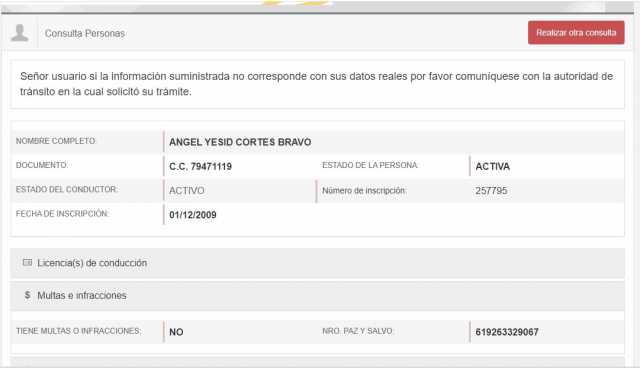 Consulta Personas
Realizar otra consulta
Señor usuario si la información suministrada no corresponde con sus datos reales por favor comuníquese con la autoridad de
tránsito en la cual solicitó su trámite.
NOMBRE COMPLETO: ANGEL YESID CORTES BRAVO
DOCUMENTO: C.C. 79471119 ESTADO DE LA PERSONA: ACTIVA
ESTADO DEL CONDUCTOR: ACTIVO Número de inscripción: 257795
FECHA DE INSCRIPCIÓN: 01/12/2009
Licencia(s) de conducción
$ Multas e infracciones
TIENE MULTAS O INFRACCIONES: NO NRO. PAZ Y SALVO: 619263329067